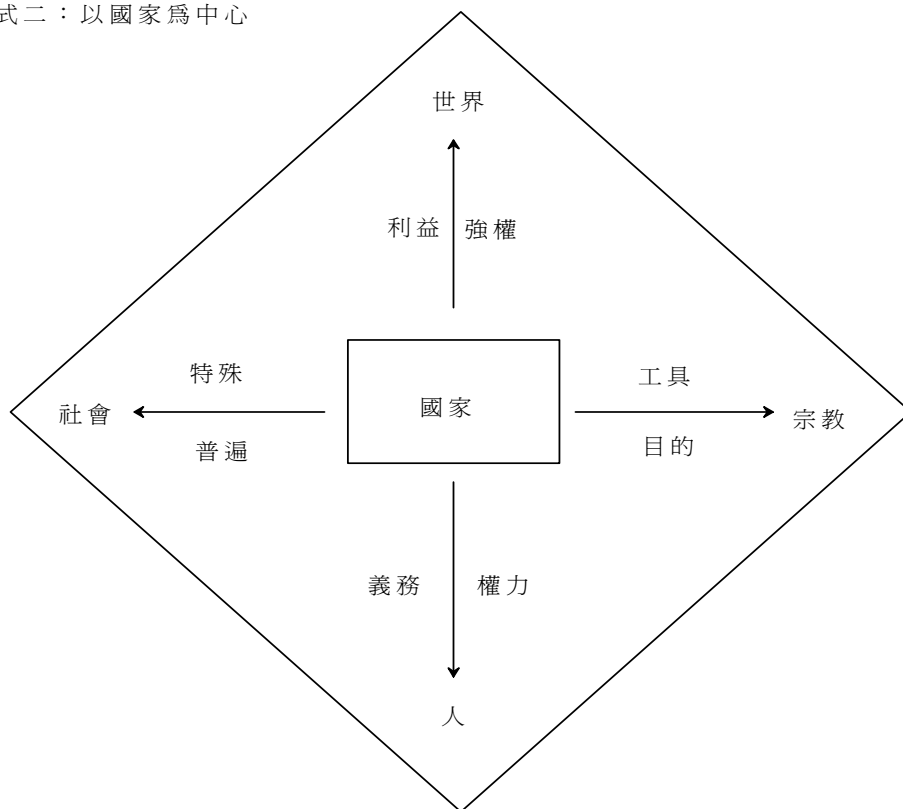 式二：以國家爲中心
世界
利益 強權
特殊 工具
社會 國家 宗教
普遍 目的
義務 權力
人